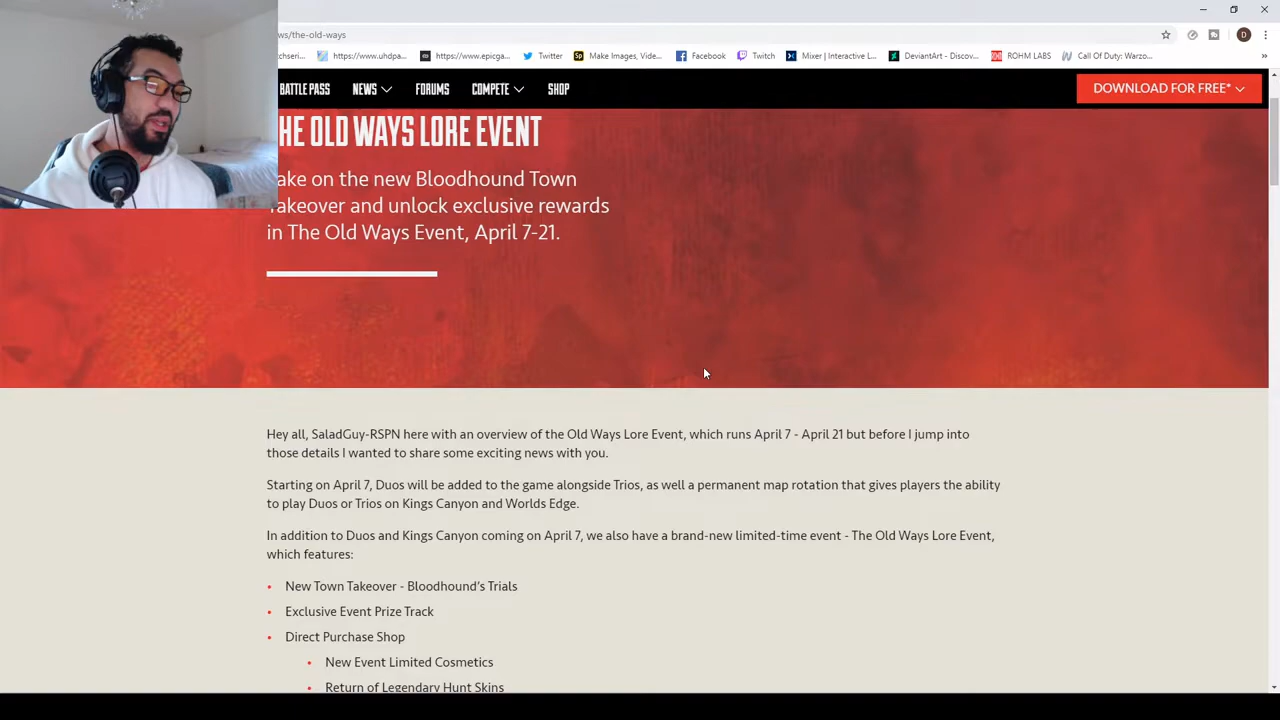 ws/the-old-ways
D
chseri...
https://www.uhdpa...
https://www.epicga...
Twitter
Sp
Make Images, Vide...
Facebook
Twitch
Mixer | Interactive L...
DeviantArt - Discov...
ROHM LABS
Call Of Duty: Warzo...
»
BATTLE PASS
NEWS
FORUMS
COMPETE
SHOP
DOWNLOAD FOR FREE*
HE OLD WAYS LORE EVENT
ake on the new Bloodhound Town
akeover and unlock exclusive rewards
in The Old Ways Event, April 7-21.
Hey all, SaladGuy-RSPN here with an overview of the Old Ways Lore Event, which runs April 7 - April 21 but before I jump into
those details I wanted to share some exciting news with you.
Starting on April 7, Duos will be added to the game alongside Trios, as well a permanent map rotation that gives players the ability
to play Duos or Trios on Kings Canyon and Worlds Edge.
In addition to Duos and Kings Canyon coming on April 7, we also have a brand-new limited-time event - The Old Ways Lore Event,
which features:
• New Town Takeover - Bloodhound's Trials
• Exclusive Event Prize Track
• Direct Purchase Shop
• New Event Limited Cosmetics
• Return of Legendary Hunt Skins